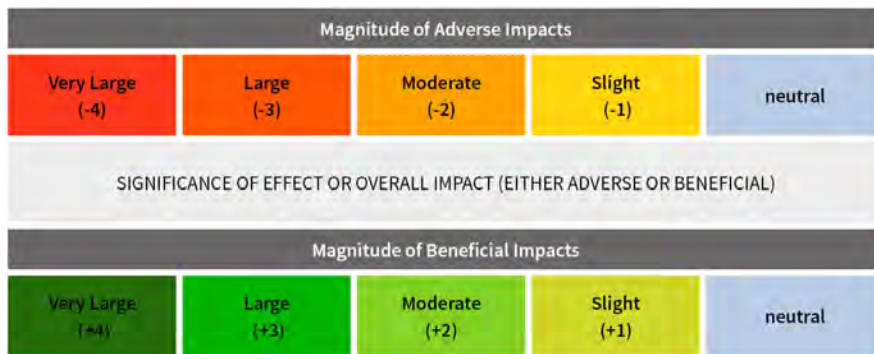 Magnitude of Adverse Impacts
Very Large Large Moderate Slight neutral
(-4) (-3) (-2) (-1)
SIGNIFICANCE OF EFFECT OR OVERALL IMPACT (EITHER ADVERSE OR BENEFICIAL)
Magnitude of Beneficial Impacts
Very Large Large Moderate Slight neutral
(+4) (+3) (+2) (+1)